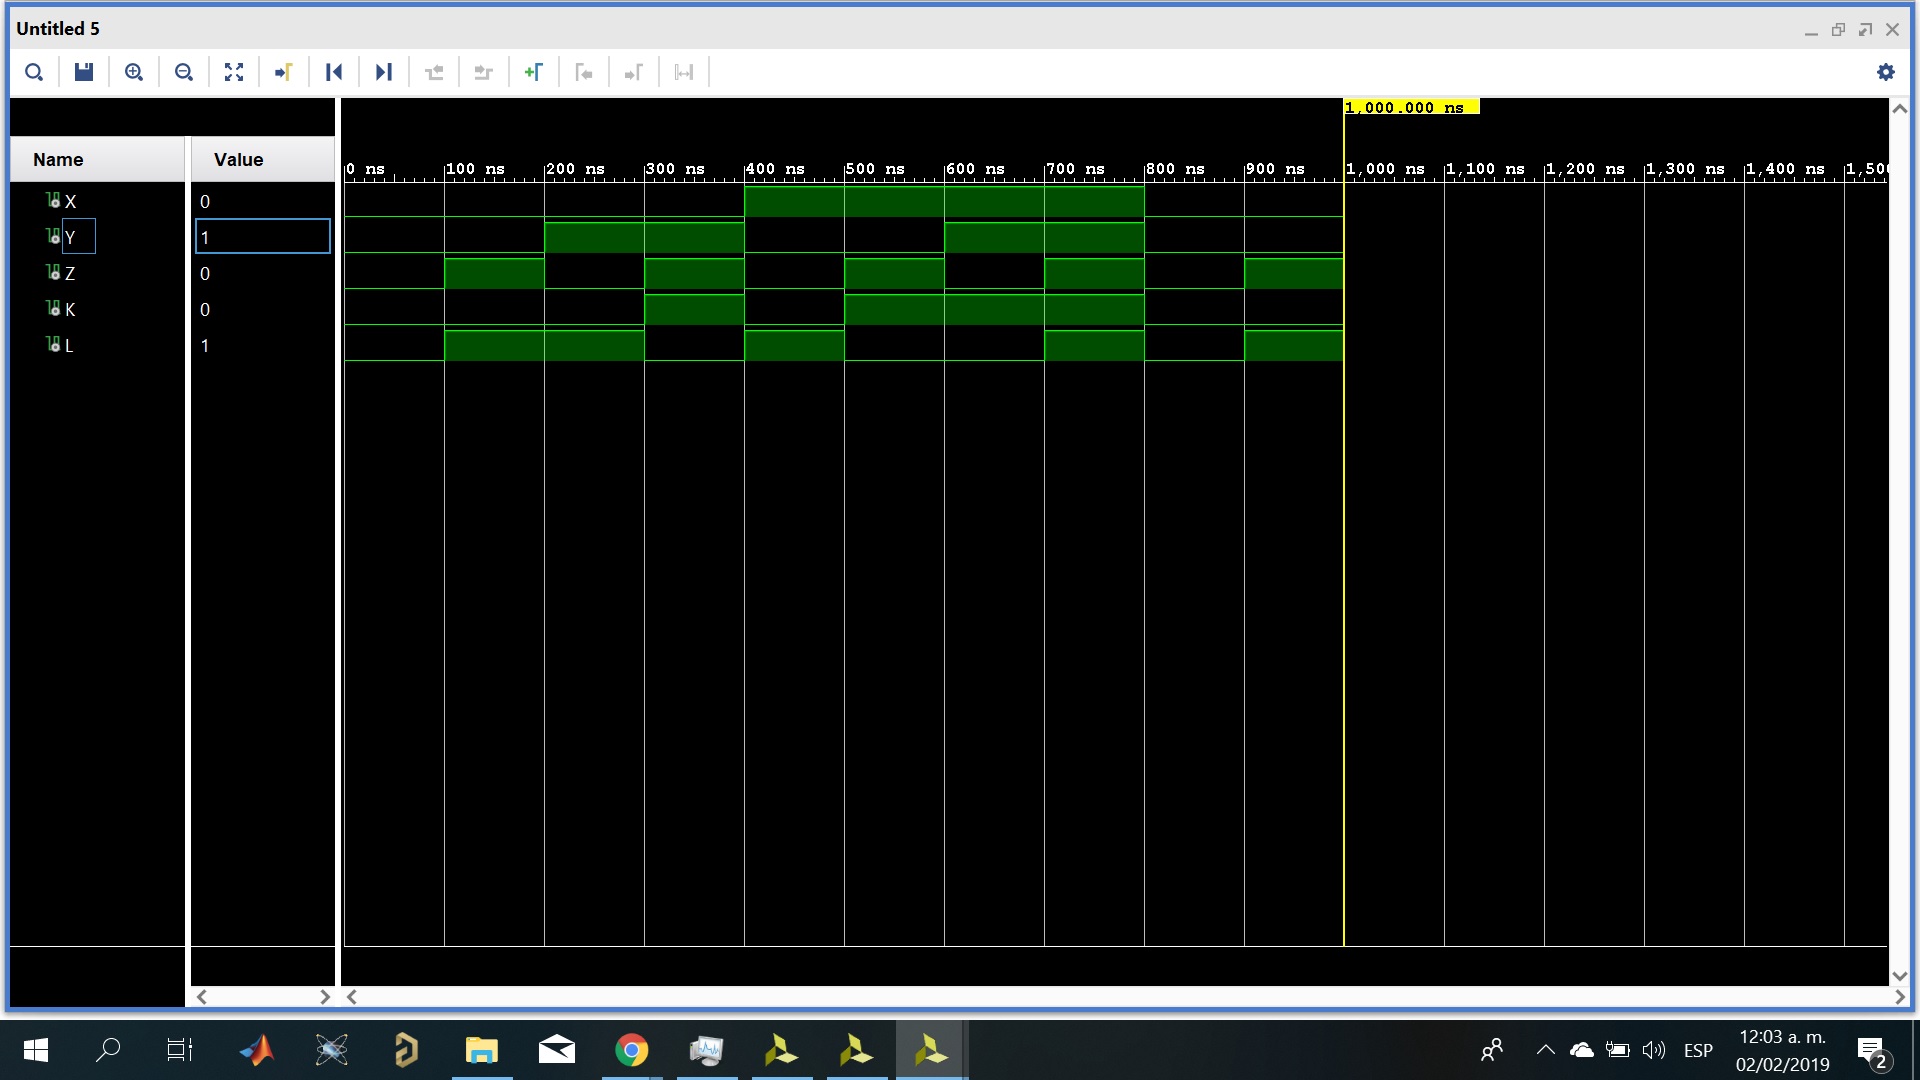 Untitled 5
1,000.000 ns
Name Value
0 ns 100 ns 200 ns 300 ns 400 ns 500 ns 600 ns 700 ns 800 ns 900 ns 1,000 ns 1,100 ns 1,200 ns 1,300 ns 1,400 ns 1,500
X 0
Y 1
Z 0
K 0
L 1
ESP
12:03 a. m.
02/02/2019
2